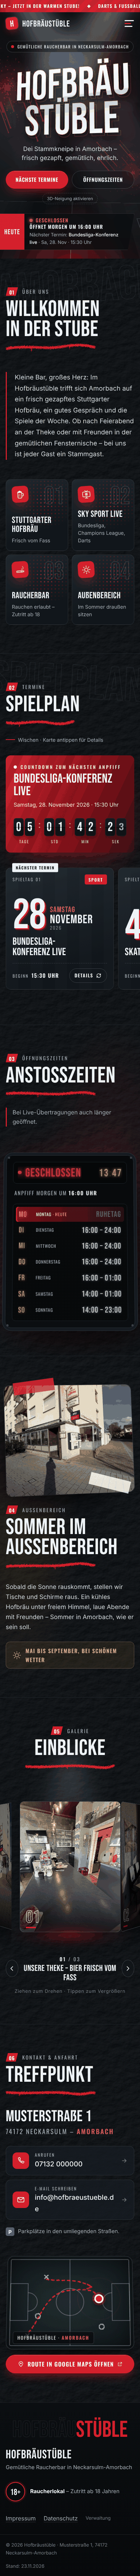 KY – JETZT IN DER WARMEN STUBE! ✦ DARTS & FUSSBALL
HOFBRÄUSTÜBLE
GEMÜTLICHE RAUCHERBAR IN NECKARSULM-AMORBACH
HOFBRÄU
STÜBLE
Dei Stammkneipe in Amorbach –
frisch gezapft, gemütlich, ehrlich.
NÄCHSTE TERMINE
ÖFFNUNGSZEITEN
3D-Neigung aktivieren
HEUTE
GESCHLOSSEN
ÖFFNET MORGEN UM 16:00 UHR
Nächster Termin: Bundesliga-Konferenz
live · Sa, 28. Nov · 15:30 Uhr
01 ÜBER UNS
WILLKOMMEN
IN DER STUBE
Kleine Bar, großes Herz: Im
Hofbräustüble trifft sich Amorbach auf
ein frisch gezapftes Stuttgarter
Hofbräu, ein gutes Gespräch und die
Spiele der Woche. Ob nach Feierabend
an der Theke oder mit Freunden in der
gemütlichen Fensternische – bei uns
ist jeder Gast ein Stammgast.
01
STUTTGARTER
HOFBRÄU
Frisch vom Fass
02
SKY SPORT LIVE
Bundesliga,
Champions League,
Darts
03
RAUCHERBAR
Rauchen erlaubt –
Zutritt ab 18
04
AUßENBEREICH
Im Sommer draußen
sitzen
02 TERMINE
SPIELPLAN
Wischen · Karte antippen für Details
COUNTDOWN ZUM NÄCHSTEN ANPFIFF
BUNDESLIGA-KONFERENZ
LIVE
Samstag, 28. November 2026 · 15:30 Uhr
05 : 01 : 42 : 23
TAGE STD MIN SEK
NÄCHSTER TERMIN
SPIELTAG 01
SPORT
28
SAMSTAG
NOVEMBER
2026
BUNDESLIGA-
KONFERENZ LIVE
BEGINN 15:30 UHR
DETAILS
SPIELT
4
SKAT
BEGINN
03 ÖFFNUNGSZEITEN
ANSTOSSZEITEN
Bei Live-Übertragungen auch länger
geöffnet.
GESCHLOSSEN 13:47
ANPFIFF MORGEN UM 16:00 UHR
MO MONTAG · HEUTE RUHETAG
DI DIENSTAG 16:00 – 24:00
MI MITTWOCH 16:00 – 24:00
DO DONNERSTAG 16:00 – 24:00
FR FREITAG 16:00 – 01:00
SA SAMSTAG 14:00 – 01:00
SO SONNTAG 14:00 – 23:00
04 AUSSENBEREICH
SOMMER IM
AUSSENBEREICH
Sobald die Sonne rauskommt, stellen wir
Tische und Schirme raus. Ein kühles
Hofbräu unter freiem Himmel, laue Abende
mit Freunden – Sommer in Amorbach, wie er
sein soll.
MAI BIS SEPTEMBER, BEI SCHÖNEM
WETTER
05 GALERIE
EINBLICKE
01
01 / 03
UNSERE THEKE – BIER FRISCH VOM
FASS
Ziehen zum Drehen · Tippen zum Vergrößern
06 KONTAKT & ANFAHRT
TREFFPUNKT
MUSTERSTRAßE 1
74172 NECKARSULM – AMORBACH
ANRUFEN
07132 000000
E-MAIL SCHREIBEN
info@hofbraeustueble.d
e
P Parkplätze in den umliegenden Straßen.
HOFBRÄUSTÜBLE · AMORBACH
ROUTE IN GOOGLE MAPS ÖFFNEN
STÜBLE
HOFBRÄUSTÜBLE
Gemütliche Raucherbar in Neckarsulm-Amorbach
18+ Raucherlokal – Zutritt ab 18 Jahren
Impressum · Datenschutz · Verwaltung
© 2026 Hofbräustüble · Musterstraße 1, 74172
Neckarsulm-Amorbach
Stand: 23.11.2026